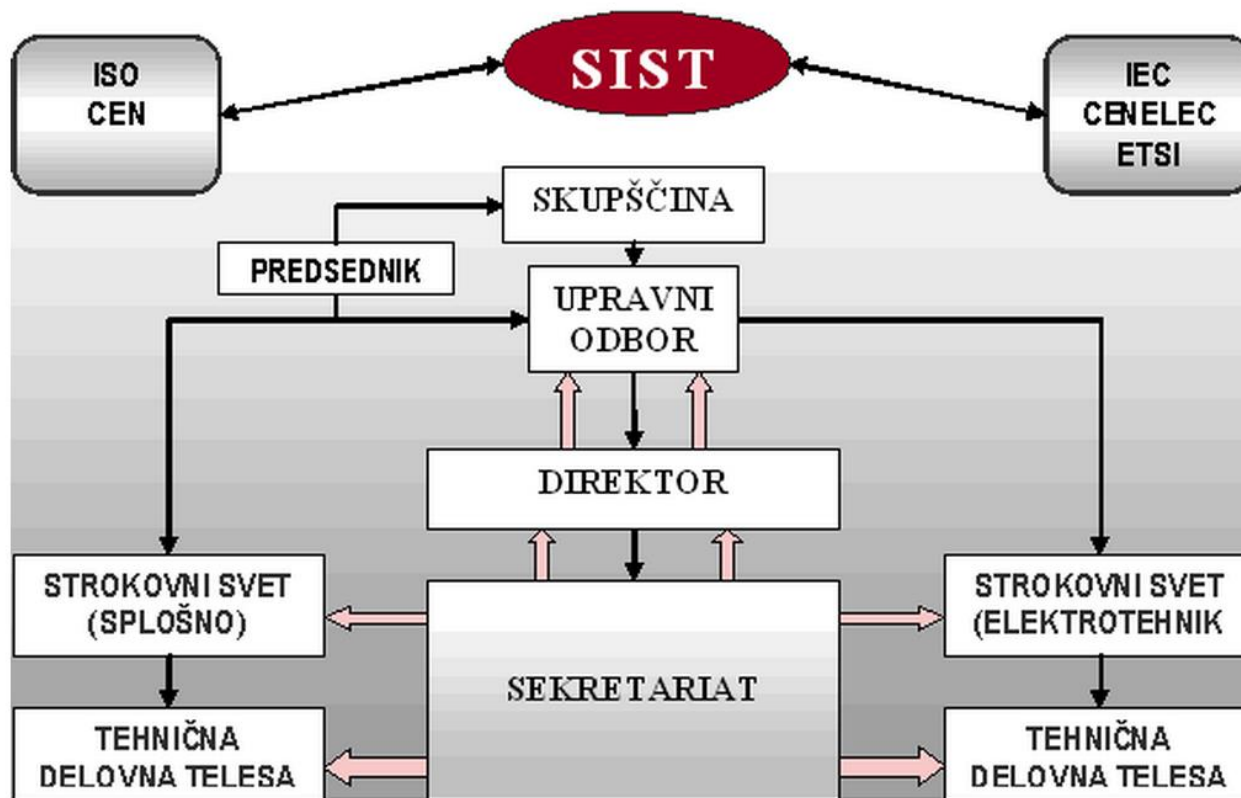 SIST
ISO
CEN
IEC
CENELEC
ETSI
SKUPŠČINA
PREDSEDNIK
UPRAVNI
ODBOR
DIREKTOR
STROKOVNI SVET
(SPLOŠNO)
SEKRETARIAT
STROKOVNI SVET
(ELEKTROTEHNIK
TEHNIČNA
DELOVNA TELESA
TEHNIČNA
DELOVNA TELESA